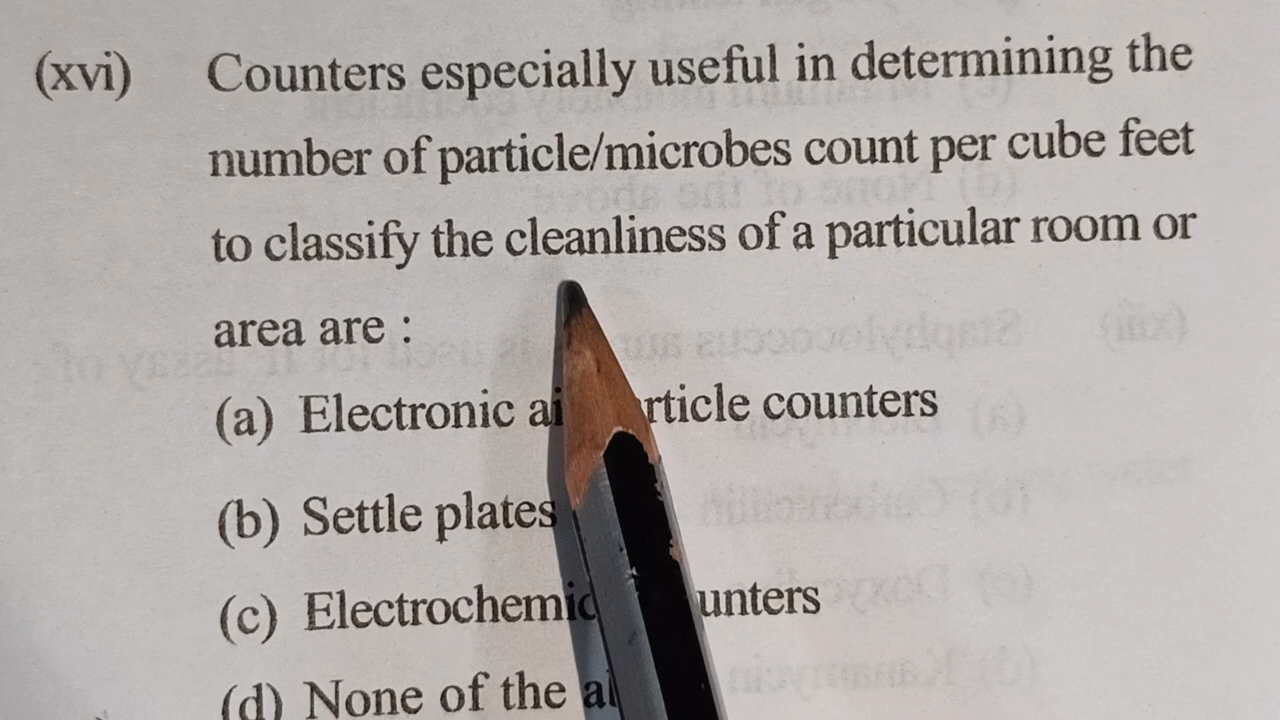 (xvi) Counters especially useful in determining the
number of particle/microbes count per cube feet
to classify the cleanliness of a particular room or
area are :
(a) Electronic ai rticle counters
(b) Settle plates
(c) Electrochemic unters
(d) None of the